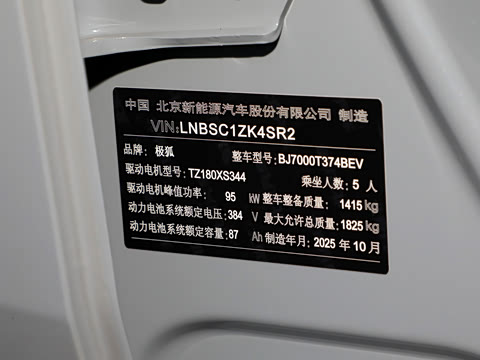 中国 北京新能源汽车股份有限公司 制造
VIN:LNBSC1ZK4SR2
品牌：极狐 整车型号：BJ7000T374BEV
驱动电机型号：TZ180XS344 乘坐人数：5 人
驱动电机峰值功率： 95 kW 整车整备质量： 1415 kg
动力电池系统额定电压：384 V 最大允许总质量：1825 kg
动力电池系统额定容量：87 Ah 制造年月：2025 年 10 月